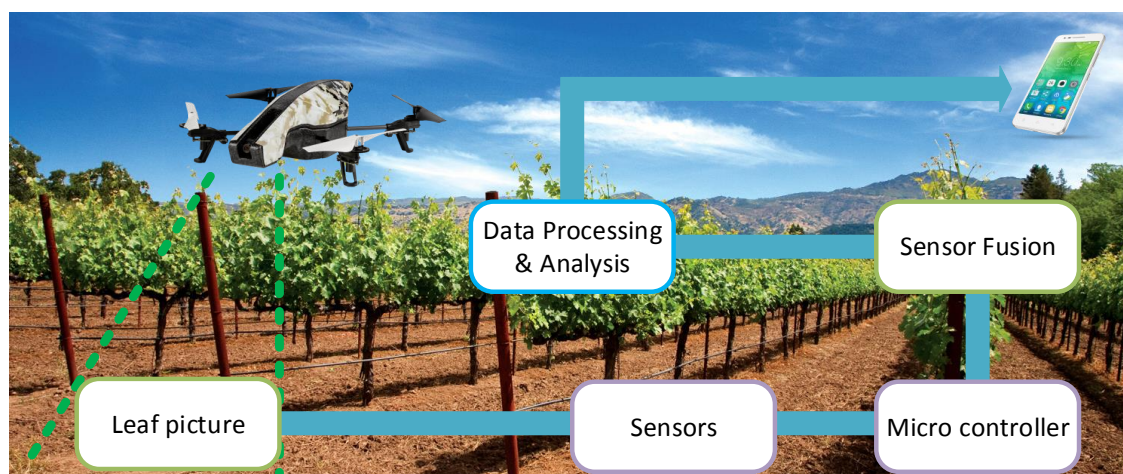 Data Processing
& Analysis
Sensor Fusion
Leaf picture
Sensors
Micro controller